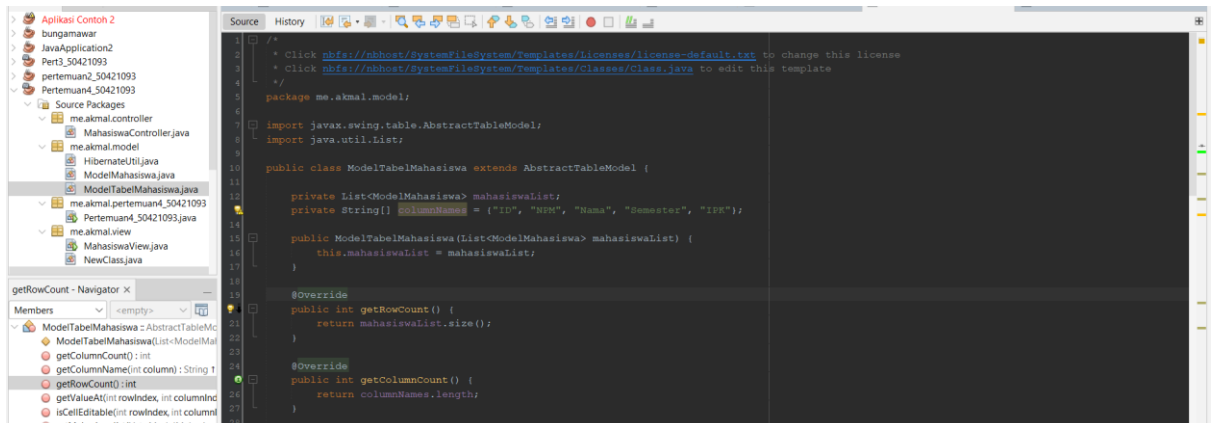 Aplikasi Contoh 2
bungamawar
JavaApplication2
Pert3_50421093
pertemuan2_50421093
Pertemuan4_50421093
Source Packages
me.akmal.controller
MahasiswaController.java
me.akmal.model
HibernateUtil.java
ModelMahasiswa.java
ModelTabelMahasiswa.java
me.akmal.pertemuan4_50421093
Pertemuan4_50421093.java
me.akmal.view
MahasiswaView.java
NewClass.java
getRowCount - Navigator ×
Members <empty>
ModelTabelMahasiswa :: AbstractTableMo
ModelTabelMahasiswa(List<ModelMah
getColumnCount() : int
getColumnName(int column) : String
getRowCount() : int
getValueAt(int rowIndex, int columnInd
isCellEditable(int rowIndex, int columnI
Source History
1 /*
2 * Click nbfs://nbhost/SystemFileSystem/Templates/Licenses/license-default.txt to change this license
3 * Click nbfs://nbhost/SystemFileSystem/Templates/Classes/Class.java to edit this template
4 */
5 package me.akmal.model;
6
7 import javax.swing.table.AbstractTableModel;
8 import java.util.List;
9
10 public class ModelTabelMahasiswa extends AbstractTableModel {
11
12 private List<ModelMahasiswa> mahasiswaList;
private String[] columnNames = {"ID", "NPM", "Nama", "Semester", "IPK"};
14
15 public ModelTabelMahasiswa(List<ModelMahasiswa> mahasiswaList) {
16 this.mahasiswaList = mahasiswaList;
17 }
18
19 @Override
public int getRowCount() {
21 return mahasiswaList.size();
22 }
23
24 @Override
public int getColumnCount() {
26 return columnNames.length;
27 }
28